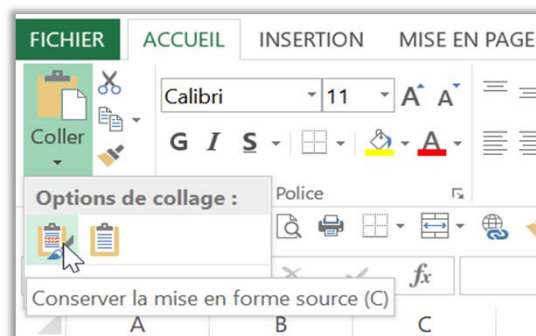 FICHIER ACCUEIL INSERTION MISE EN PAGE
Calibri 11 A A
Coller
G I S A
Options de collage :
Police
fx
Conserver la mise en forme source (C)
A B C